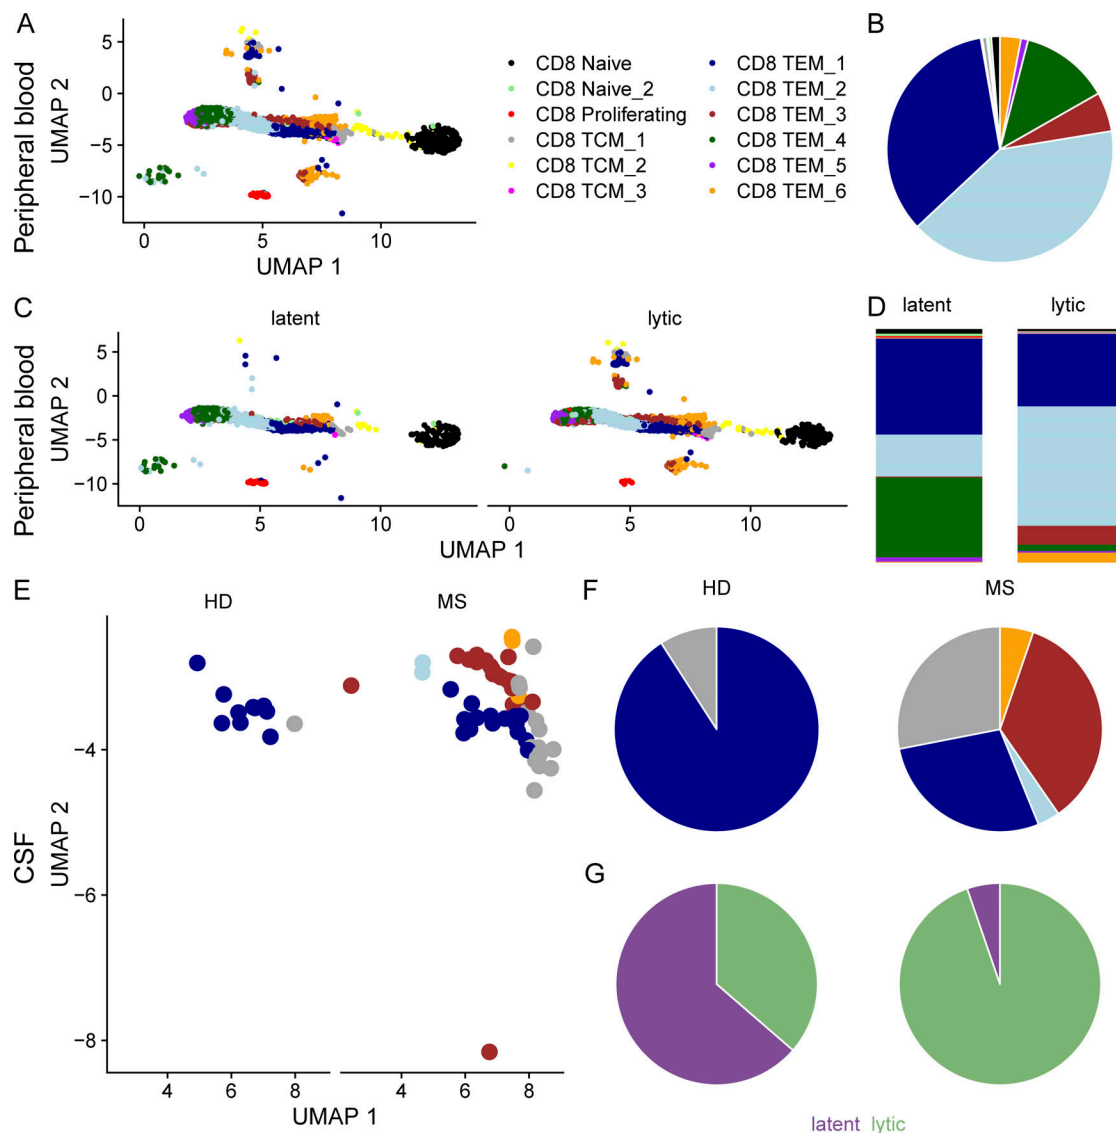 A
B
Peripheral blood
UMAP 2
5
0
−5
−10
0
5
10
UMAP 1
CD8 Naive
CD8 Naive_2
CD8 Proliferating
CD8 TCM_1
CD8 TCM_2
CD8 TCM_3
CD8 TEM_1
CD8 TEM_2
CD8 TEM_3
CD8 TEM_4
CD8 TEM_5
CD8 TEM_6
C
latent
lytic
Peripheral blood
UMAP 2
5
0
−5
−10
0
5
10
0
5
10
UMAP 1
D
latent
lytic
E
HD
MS
CSF
UMAP 2
−4
−6
−8
4
6
8
4
6
8
UMAP 1
F
HD
MS
G
latent lytic